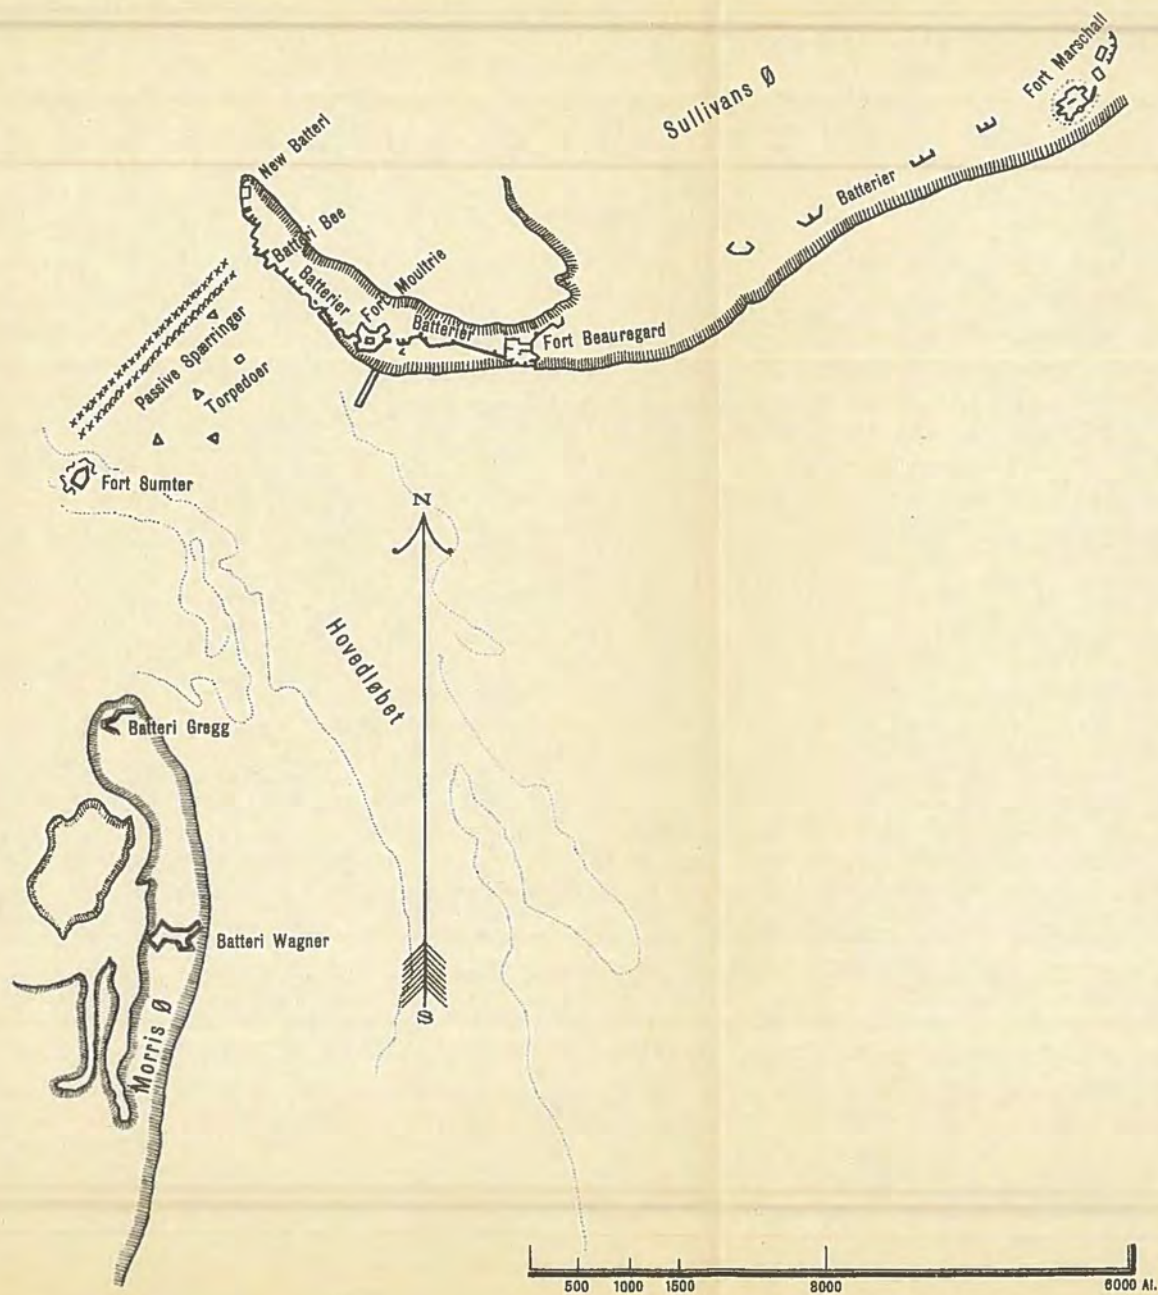 Fort Marschall
Sullivans Ø
New Batteri
Batteri Bee
Batterier
Batterier
Fort Moultrie
Batterier
Fort Beauregard
Passive Spærringer
Torpedoer
Fort Sumter
N
Hovedløbet
Batteri Gregg
Batteri Wagner
S
Morris Ø
500 1000 1500 8000 6000 Al.